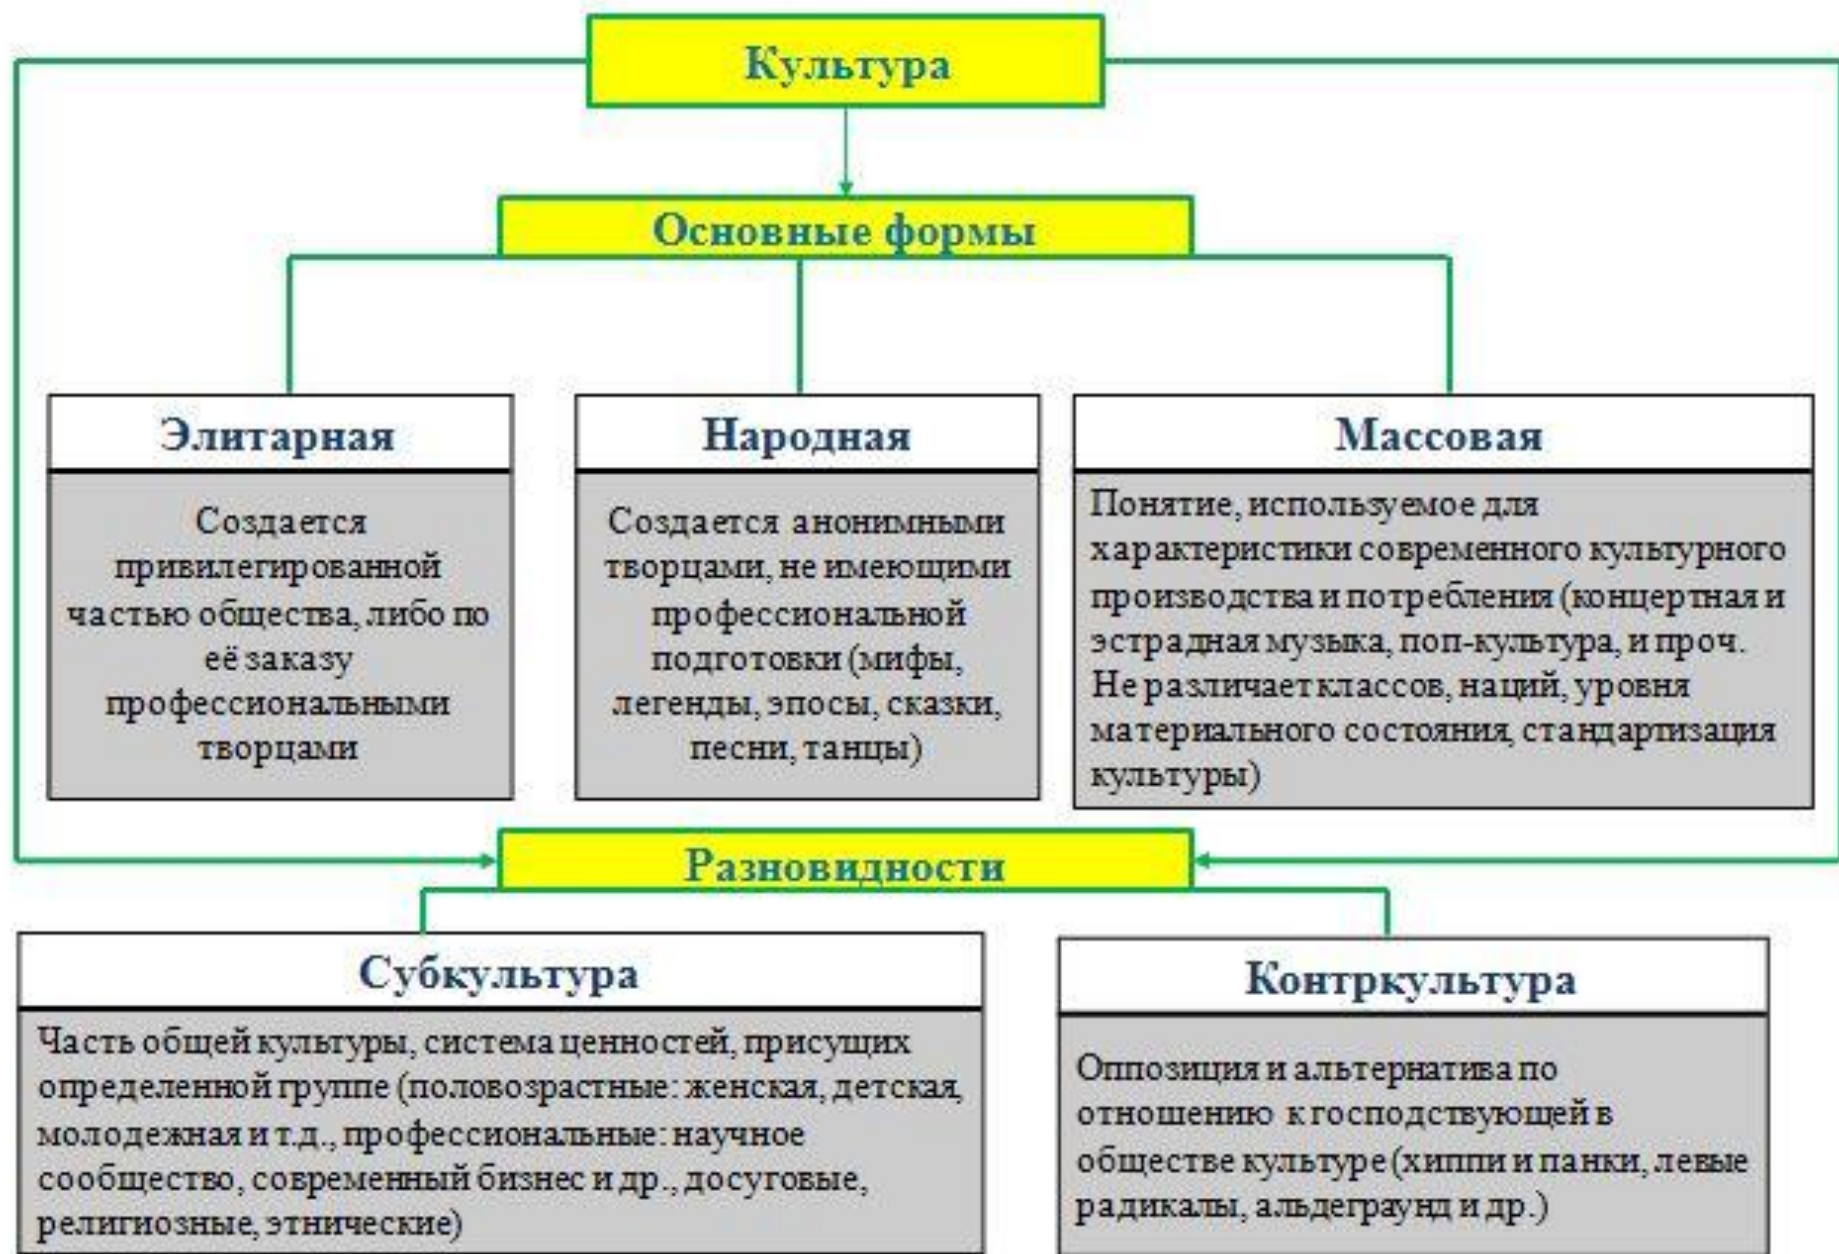 Культура
Основные формы
Элитарная
Создается
привилегированной
частью общества, либо по
её заказу
профессиональными
творцами
Народная
Создается анонимными
творцами, не имеющими
профессиональной
подготовки (мифы,
легенды, эпосы, сказки,
песни, танцы)
Массовая
Понятие, используемое для
характеристики современного культурного
производства и потребления (концертная и
эстрадная музыка, поп-культура, и проч.
Не различает классов, наций, уровня
материального состояния, стандартизация
культуры)
Разновидности
Субкультура
Часть общей культуры, система ценностей, присущих
определенной группе (половозрастные: женская, детская,
молодежная и т.д., профессиональные: научное
сообщество, современный бизнес и др., досуговые,
религиозные, этнические)
Контркультура
Оппозиция и альтернатива по
отношению к господствующей в
обществе культуре (хиппи и панки, левые
радикалы, альдеграунд и др.)